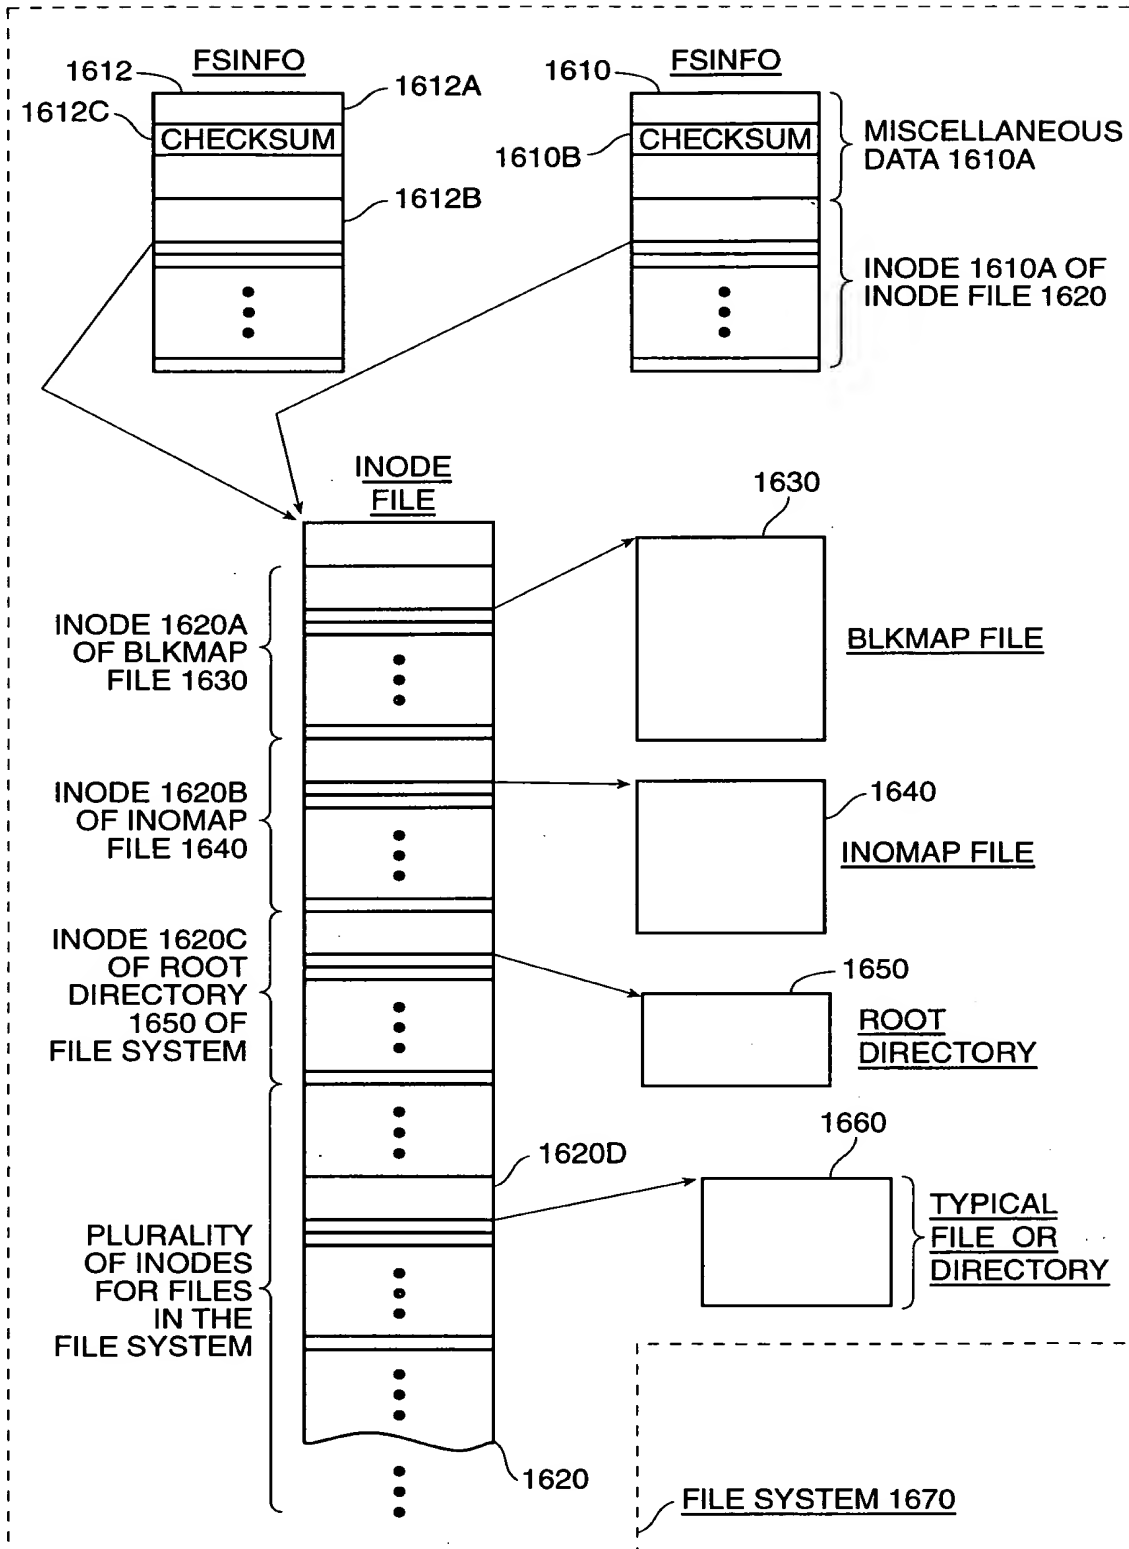 FSINFO
1612
1612A
1612C
CHECKSUM
1612B
FSINFO
1610
CHECKSUM
1610B
MISCELLANEOUS
DATA 1610A
INODE 1610A OF
INODE FILE 1620
INODE
FILE
1630
INODE 1620A
OF BLKMAP
FILE 1630
BLKMAP FILE
INODE 1620B
OF INOMAP
FILE 1640
1640
INOMAP FILE
INODE 1620C
OF ROOT
DIRECTORY
1650 OF
FILE SYSTEM
1650
ROOT
DIRECTORY
1620D
1660
TYPICAL
FILE OR
DIRECTORY
PLURALITY
OF INODES
FOR FILES
IN THE
FILE SYSTEM
1620
FILE SYSTEM 1670